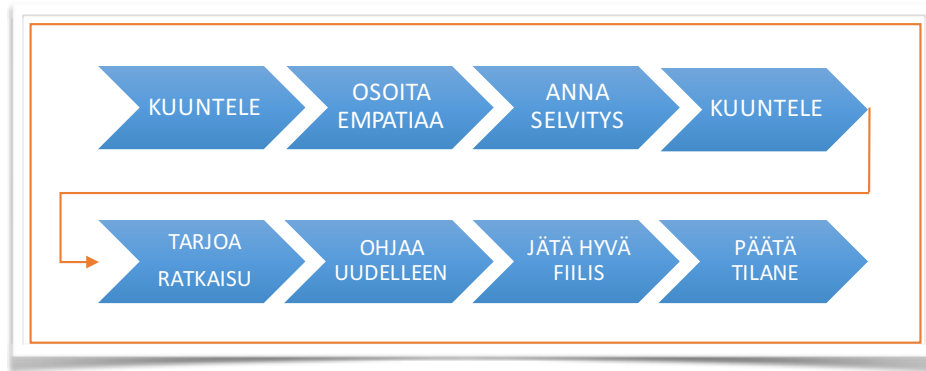 KUUNTELE
OSOITA
EMPATIAA
ANNA
SELVITYS
KUUNTELE
TARJOA
RATKAISU
OHJAA
UUDELLEEN
JÄTÄ HYVÄ
FIILIS
PÄÄTÄ
TILANE